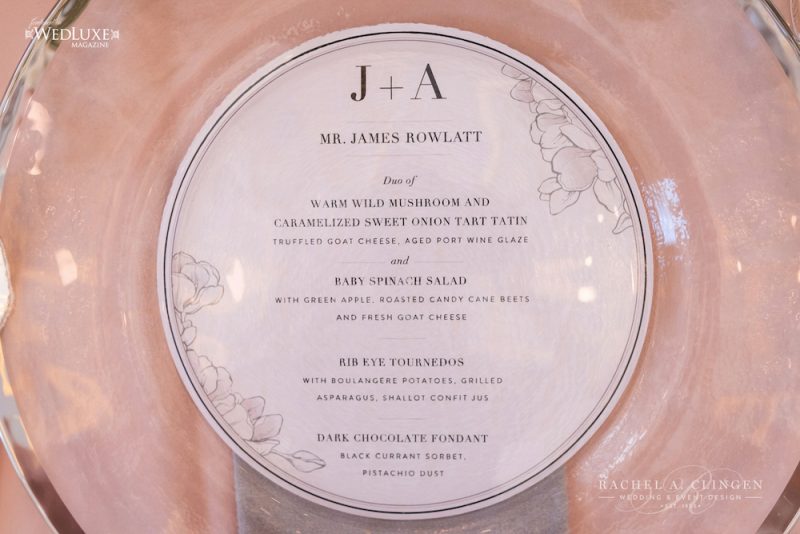 WEDLUXE
MAGAZINE
J + A
MR. JAMES ROWLATT
Duo of
WARM WILD MUSHROOM AND
CARAMELIZED SWEET ONION TART TATIN
TRUFFLED GOAT CHEESE, AGED PORT WINE GLAZE
and
BABY SPINACH SALAD
WITH GREEN APPLE, ROASTED CANDY CANE BEETS
AND FRESH GOAT CHEESE
RIB EYE TOURNEDOS
WITH BOULANGÈRE POTATOES, GRILLED
ASPARAGUS, SHALLOT CONFIT JUS
DARK CHOCOLATE FONDANT
BLACK CURRANT SORBET,
PISTACHIO DUST
RACHEL A. CLINGEN
WEDDING & EVENT DESIGN